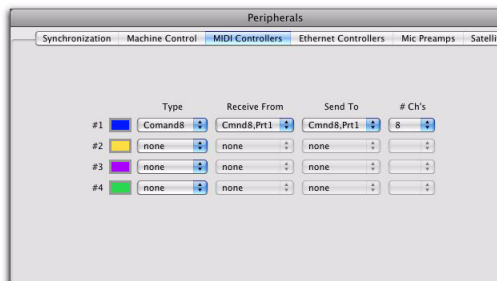 Peripherals
Synchronization Machine Control MIDI Controllers Ethernet Controllers Mic Preamps Satelli
Type Receive From Send To # Ch's
#1 Comand8 Cmnd8,Prt1 Cmnd8,Prt1 8
#2 none none none
#3 none none none
#4 none none none